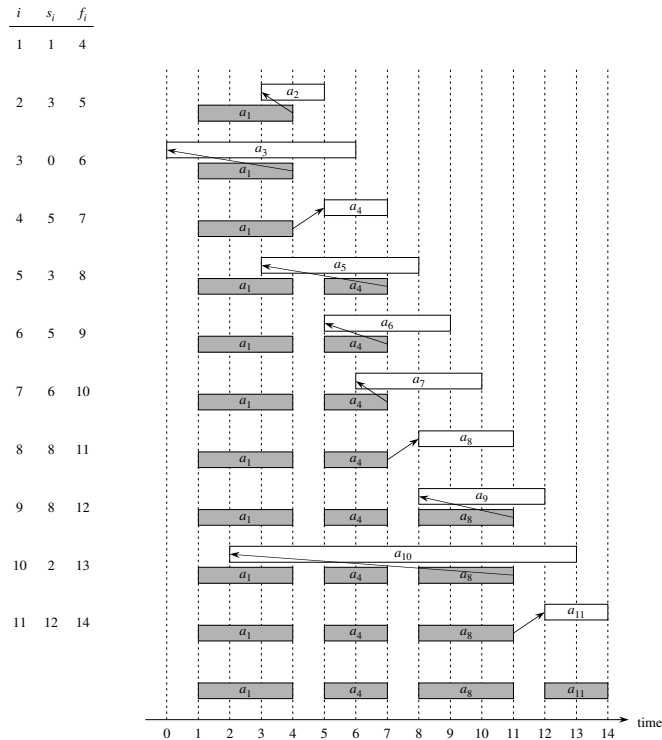 i s_i f_i
1 1 4
a_2
2 3 5
a_1
a_3
3 0 6
a_1
a_4
4 5 7
a_1
a_5
5 3 8
a_1 a_4
a_6
6 5 9
a_1 a_4
a_7
7 6 10
a_1 a_4
a_8
8 8 11
a_1 a_4
a_9
9 8 12
a_1 a_4 a_8
a_10
10 2 13
a_1 a_4 a_8
a_11
11 12 14
a_1 a_4 a_8
a_1 a_4 a_8 a_11
time
0 1 2 3 4 5 6 7 8 9 10 11 12 13 14